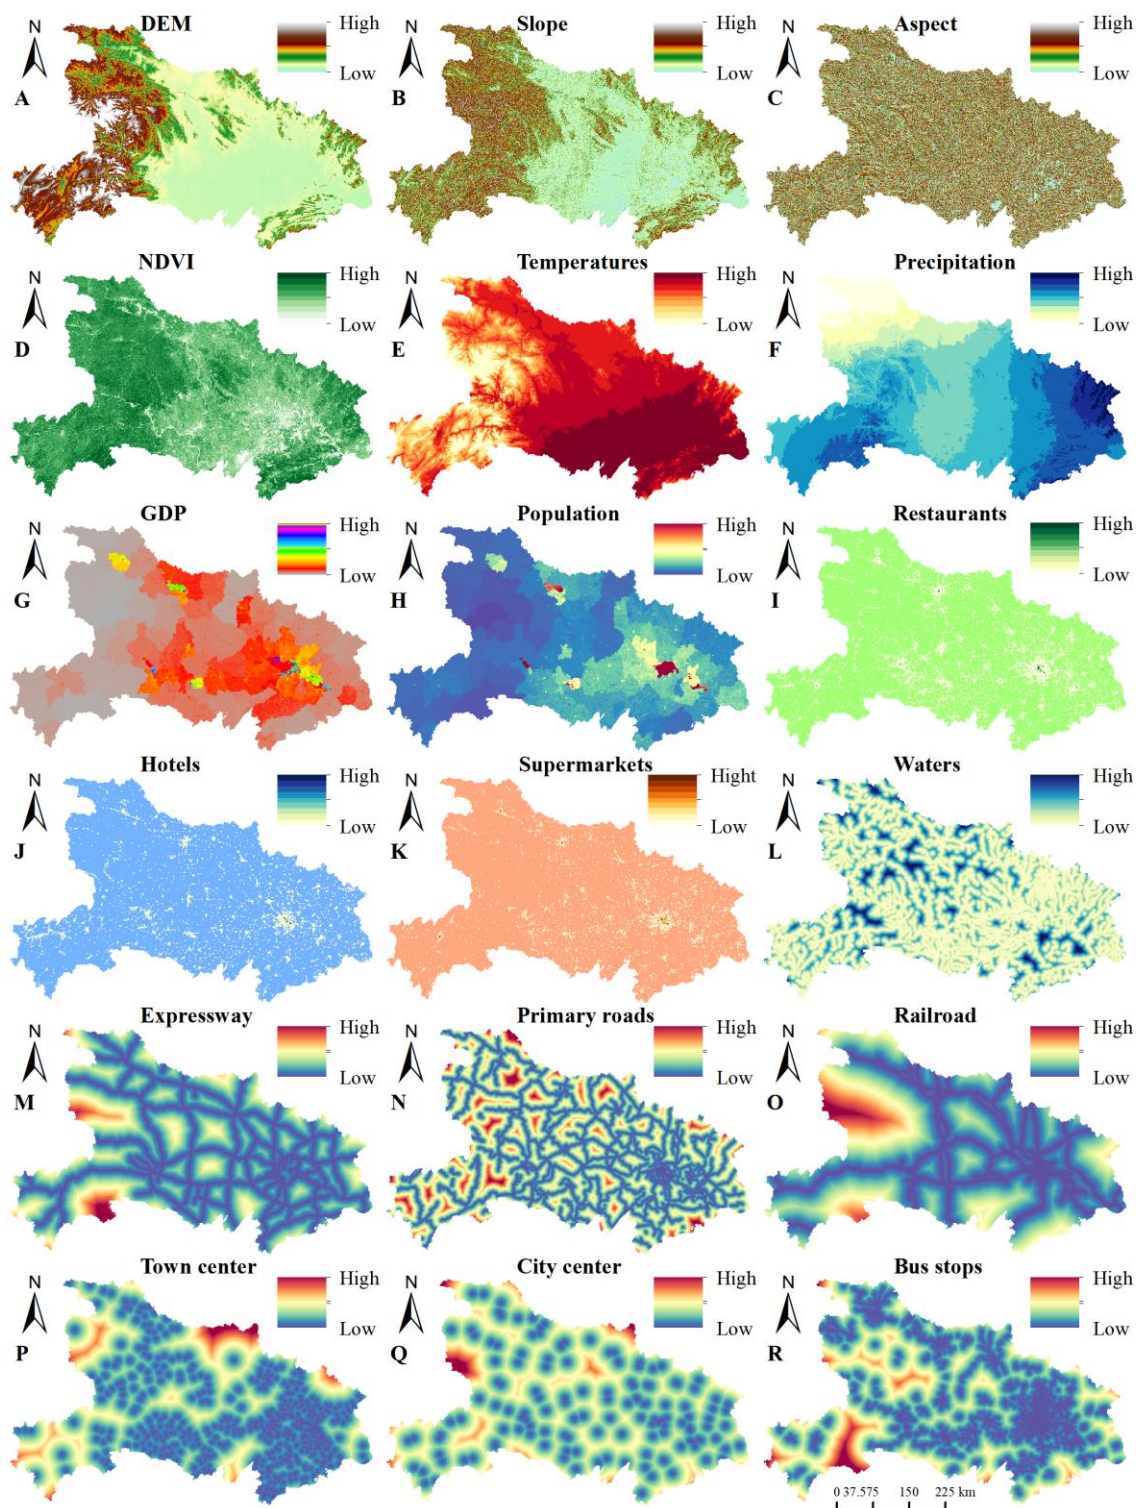 DEM
Slope
Aspect
N High Low A
N High Low B
N High Low C
NDVI
Temperatures
Precipitation
N High Low D
N High Low E
N High Low F
GDP
Population
Restaurants
N High Low G
N High Low H
N High Low I
Hotels
Supermarkets
Waters
N High Low J
N Hight Low K
N High Low L
Expressway
Primary roads
Railroad
N High Low M
N High Low N
N High Low O
Town center
City center
Bus stops
N High Low P
N High Low Q
N High Low R
0 37.575 150 225 km